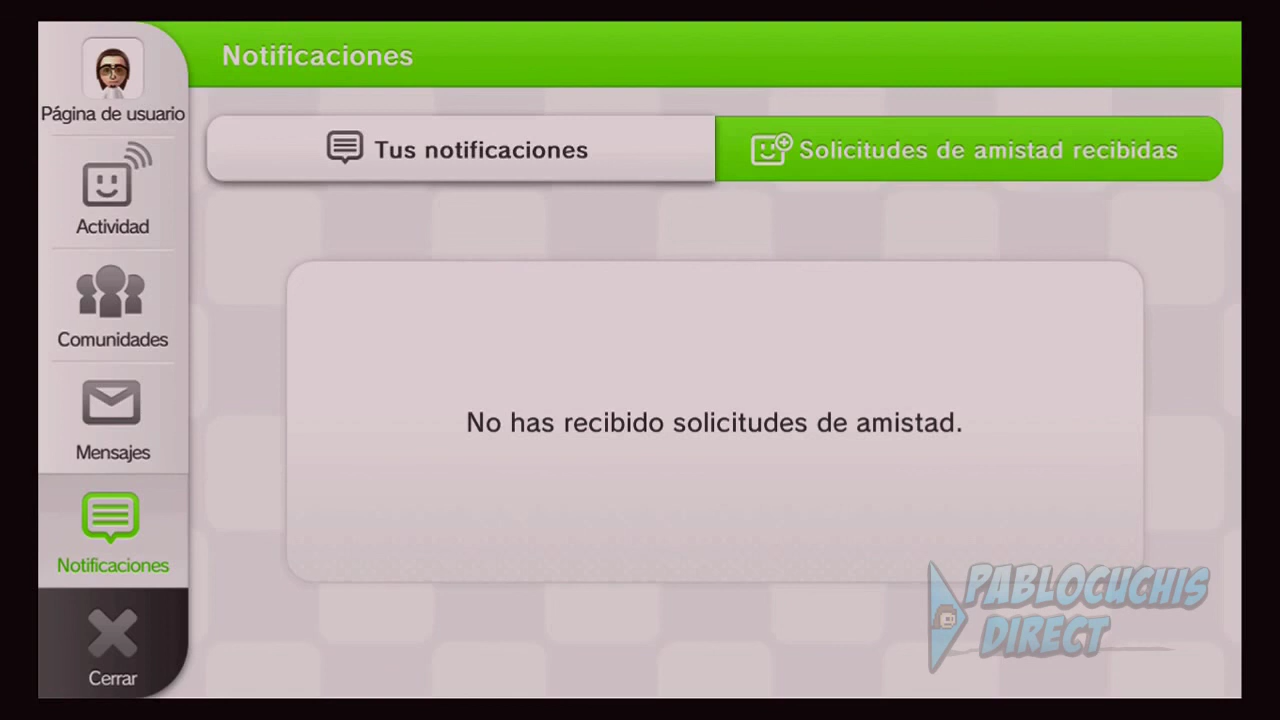 Notificaciones
Página de usuario
Tus notificaciones
Solicitudes de amistad recibidas
Actividad
Comunidades
No has recibido solicitudes de amistad.
Mensajes
Notificaciones
PABLOCUCHIS
DIRECT
Cerrar